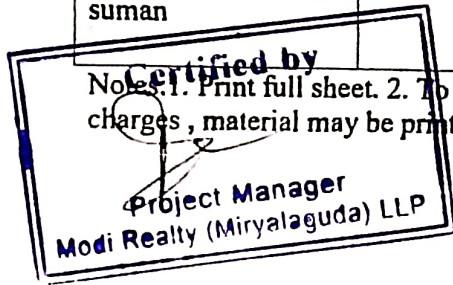 suman
Certified by
Notes:1. Print full sheet. 2. To
charges , material may be print
Project Manager
Modi Realty (Miryalaguda) LLP